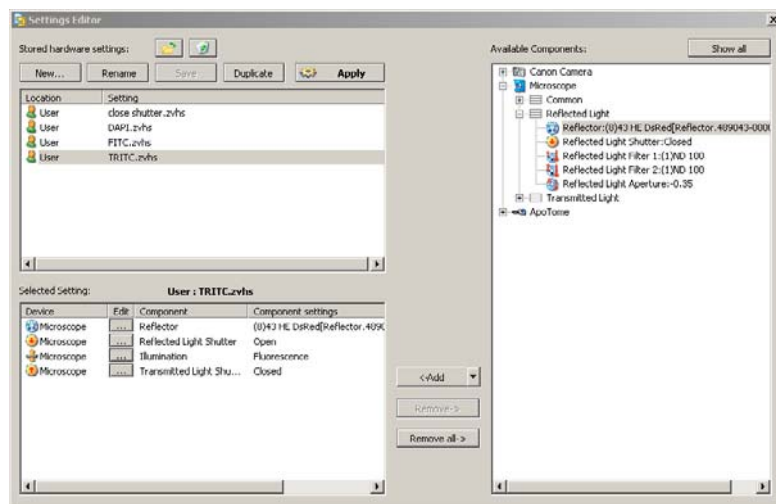 Settings Editor
Stored hardware settings:
New...
Rename
Save
Duplicate
Apply
Location Setting
User close shutter.zvhs
User DAPI.zvhs
User FITC.zvhs
User TRITC.zvhs
Selected Setting: User : TRITC.zvhs
Device Edit Component Component settings
Microscope ... Reflector (0)43 HE DsRed[Reflector.489
Microscope ... Reflected Light Shutter Open
Microscope ... Illumination Fluorescence
Microscope ... Transmitted Light Shu... Closed
<-Add
Remove->
Remove all->
Available Components:
Show all
Canon Camera
Microscope
Common
Reflected Light
Reflector:(0)43 HE DsRed[Reflector.489043-000
Reflected Light Shutter:Closed
Reflected Light Filter 1:(1)ND 100
Reflected Light Filter 2:(1)ND 100
Reflected Light Aperture:-0.35
Transmitted Light
ApoTome